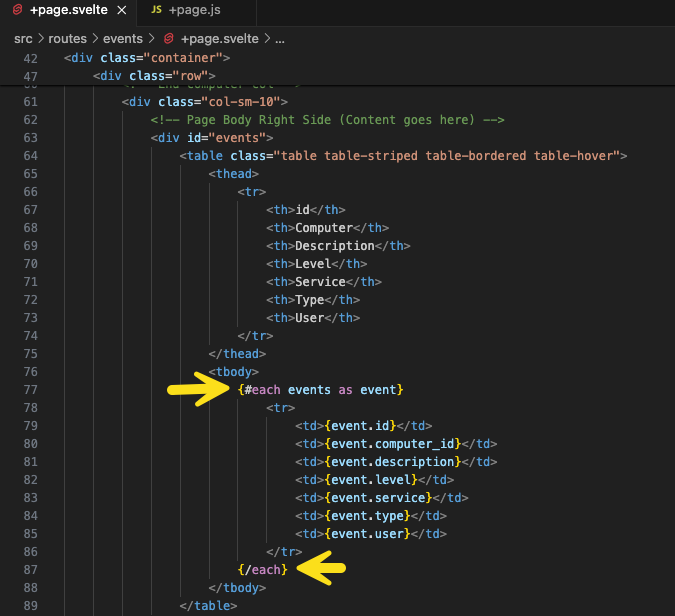 +page.svelte JS +page.js
src > routes > events > +page.svelte > ...
42 <div class="container">
47 <div class="row">
61 <div class="col-sm-10">
62 <!-- Page Body Right Side (Content goes here) -->
63 <div id="events">
64 <table class="table table-striped table-bordered table-hover">
65 <thead>
66 <tr>
67 <th>id</th>
68 <th>Computer</th>
69 <th>Description</th>
70 <th>Level</th>
71 <th>Service</th>
72 <th>Type</th>
73 <th>User</th>
74 </tr>
75 </thead>
76 <tbody>
77 {#each events as event}
78 <tr>
79 <td>{event.id}</td>
80 <td>{event.computer_id}</td>
81 <td>{event.description}</td>
82 <td>{event.level}</td>
83 <td>{event.service}</td>
84 <td>{event.type}</td>
85 <td>{event.user}</td>
86 </tr>
87 {/each}
88 </tbody>
89 </table>